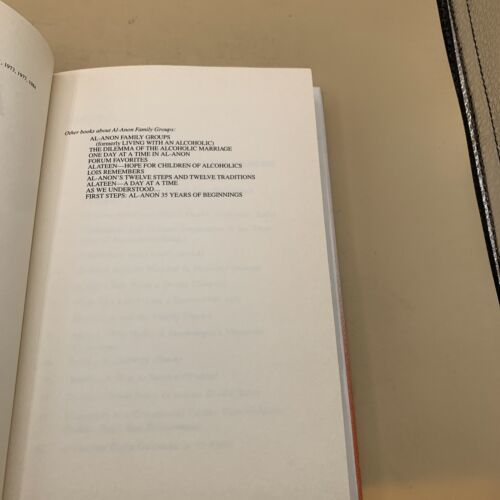 1977, 1977, 1984
Other books about Al-Anon Family Groups:
AL-ANON FAMILY GROUPS
(formerly LIVING WITH AN ALCOHOLIC)
THE DILEMMA OF THE ALCOHOLIC MARRIAGE
ONE DAY AT A TIME IN AL-ANON
FORUM FAVORITES
ALATEEN—HOPE FOR CHILDREN OF ALCOHOLICS
LOIS REMEMBERS
AL-ANON'S TWELVE STEPS AND TWELVE TRADITIONS
ALATEEN—A DAY AT A TIME
AS WE UNDERSTOOD...
FIRST STEPS: AL-ANON 35 YEARS OF BEGINNINGS